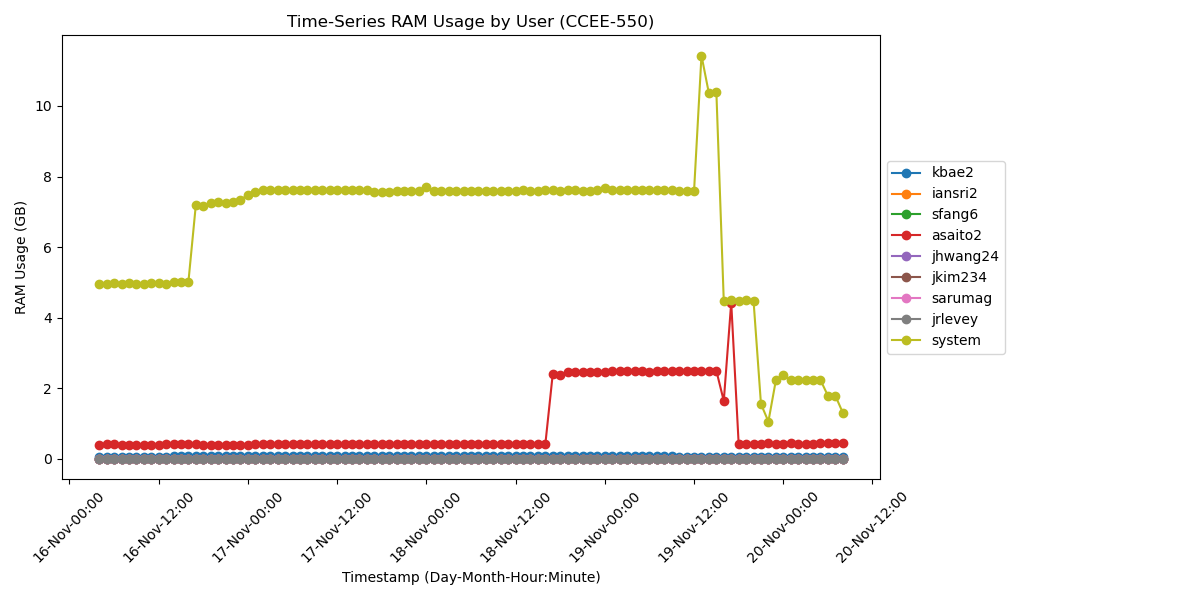 Time-Series RAM Usage by User (CCEE-550)
RAM Usage (GB)
10
8
6
4
2
0
16-Nov-00:00
16-Nov-12:00
17-Nov-00:00
17-Nov-12:00
18-Nov-00:00
18-Nov-12:00
19-Nov-00:00
19-Nov-12:00
20-Nov-00:00
20-Nov-12:00
Timestamp (Day-Month-Hour:Minute)
kbae2
iansri2
sfang6
asaito2
jhwang24
jkim234
sarumag
jrlevey
system